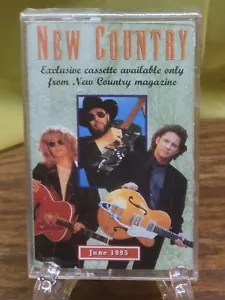 NEW COUNTRY
Exclusive cassette available only
from New Country magazine
June 1995